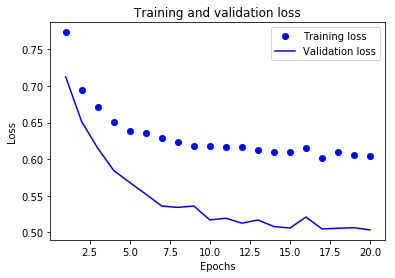 Training and validation loss
Training loss
Validation loss
Loss
0.75
0.70
0.65
0.60
0.55
0.50
2.5 5.0 7.5 10.0 12.5 15.0 17.5 20.0
Epochs